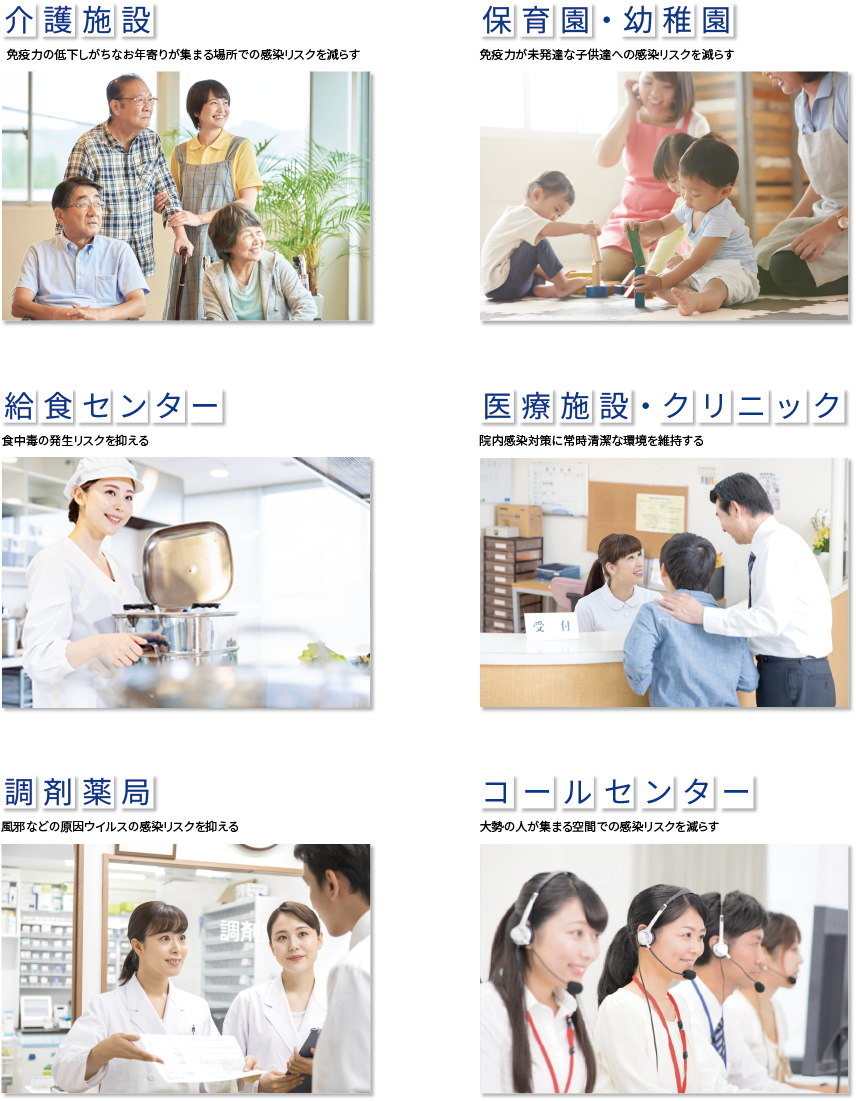 介護施設
免疫力の低下しがちなお年寄りが集まる場所での感染リスクを減らす
保育園・幼稚園
免疫力が未発達な子供達への感染リスクを減らす
給食センター
食中毒の発生リスクを抑える
医療施設・クリニック
院内感染対策に常時清潔な環境を維持する
受付
調剤薬局
風邪などの原因ウイルスの感染リスクを抑える
調剤
コールセンター
大勢の人が集まる空間での感染リスクを減らす